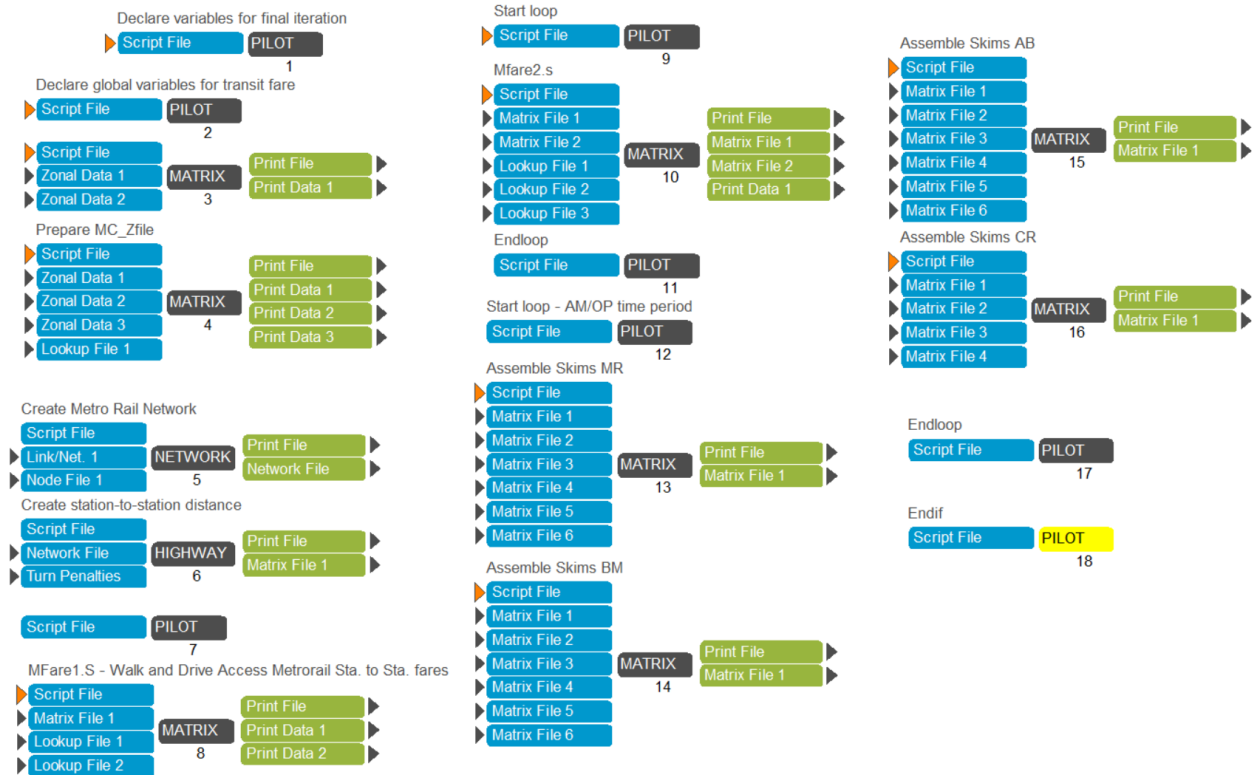 Declare variables for final iteration
Script File PILOT
1
Declare global variables for transit fare
Script File PILOT
2
Script File
Zonal Data 1 MATRIX Print File
Zonal Data 2 3 Print Data 1
Prepare MC_Zfile
Script File
Zonal Data 1 Print File
Zonal Data 2 MATRIX Print Data 1
Zonal Data 3 4 Print Data 2
Lookup File 1 Print Data 3
Create Metro Rail Network
Script File
Link/Net. 1 NETWORK Print File
Node File 1 5 Network File
Create station-to-station distance
Script File
Network File HIGHWAY Print File
Turn Penalties 6 Matrix File 1
Script File PILOT
7
MFare1.S - Walk and Drive Access Metrorail Sta. to Sta. fares
Script File
Matrix File 1 Print File
Lookup File 1 MATRIX Print Data 1
Lookup File 2 8 Print Data 2
Start loop
Script File PILOT
9
Mfare2.s
Script File
Matrix File 1 Print File
Matrix File 2 Matrix File 1
Lookup File 1 MATRIX Matrix File 2
Lookup File 2 10 Print Data 1
Lookup File 3
Endloop
Script File PILOT
11
Start loop - AM/OP time period
Script File PILOT
12
Assemble Skims MR
Script File
Matrix File 1
Matrix File 2
Matrix File 3 MATRIX Print File
Matrix File 4 13 Matrix File 1
Matrix File 5
Matrix File 6
Assemble Skims BM
Script File
Matrix File 1
Matrix File 2
Matrix File 3 MATRIX Print File
Matrix File 4 14 Matrix File 1
Matrix File 5
Matrix File 6
Assemble Skims AB
Script File
Matrix File 1
Matrix File 2
Matrix File 3 MATRIX Print File
Matrix File 4 15 Matrix File 1
Matrix File 5
Matrix File 6
Assemble Skims CR
Script File
Matrix File 1
Matrix File 2 MATRIX Print File
Matrix File 3 16 Matrix File 1
Matrix File 4
Endloop
Script File PILOT
17
Endif
Script File PILOT
18